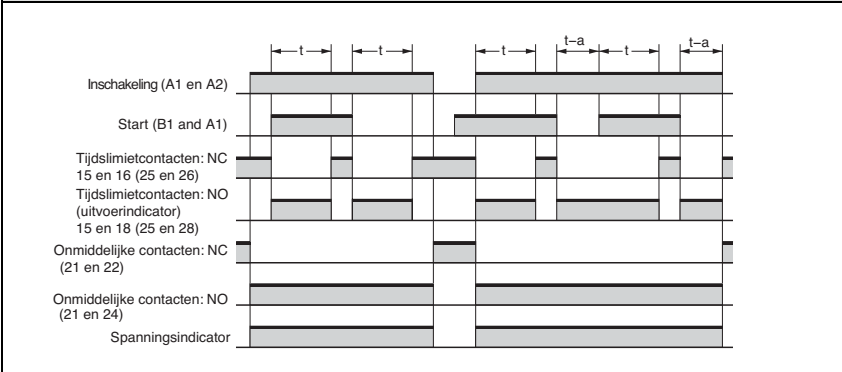 t
t
t
t–a
t
t–a
Inschakeling (A1 en A2)
Start (B1 and A1)
Tijdslimietcontacten: NC
15 en 16 (25 en 26)
Tijdslimietcontacten: NO
(uitvoerindicator)
15 en 18 (25 en 28)
Onmiddelijke contacten: NC
(21 en 22)
Onmiddelijke contacten: NO
(21 en 24)
Spanningsindicator